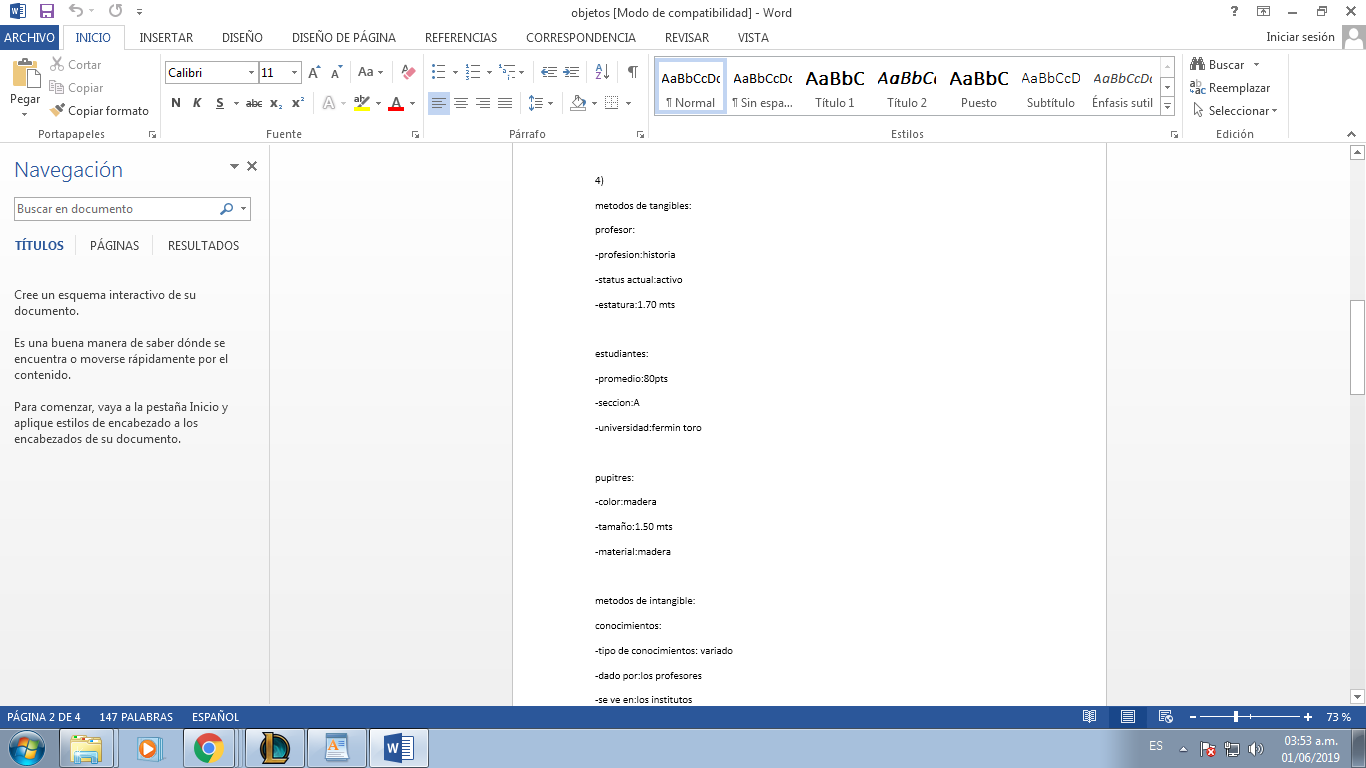 objetos [Modo de compatibilidad] - Word
ARCHIVO INICIO INSERTAR DISEÑO DISEÑO DE PÁGINA REFERENCIAS CORRESPONDENCIA REVISAR VISTA Iniciar sesión
Pegar
Cortar
Copiar
Copiar formato
Portapapeles
Calibri 11
N K S abc x₂ x²
Fuente
Párrafo
AaBbCcDc AaBbCcDc AaBbC AaBbCc AaBbC AaBbCcD AaBbCcDc
¶ Normal ¶ Sin espa... Título 1 Título 2 Puesto Subtítulo Énfasis sutil
Estilos
Buscar
Reemplazar
Seleccionar
Edición
Navegación
Buscar en documento
TÍTULOS PÁGINAS RESULTADOS
Cree un esquema interactivo de su
documento.
Es una buena manera de saber dónde se
encuentra o moverse rápidamente por el
contenido.
Para comenzar, vaya a la pestaña Inicio y
aplique estilos de encabezado a los
encabezados de su documento.
4)
metodos de tangibles:
profesor:
-profesion:historia
-status actual:activo
-estatura:1.70 mts
estudiantes:
-promedio:80pts
-seccion:A
-universidad:fermin toro
pupitres:
-color:madera
-tamaño:1.50 mts
-material:madera
metodos de intangible:
conocimientos:
-tipo de conocimientos: variado
-dado por:los profesores
-se ve en:los institutos
PÁGINA 2 DE 4 147 PALABRAS ESPAÑOL 73 %
ES 03:53 a.m.
01/06/2019